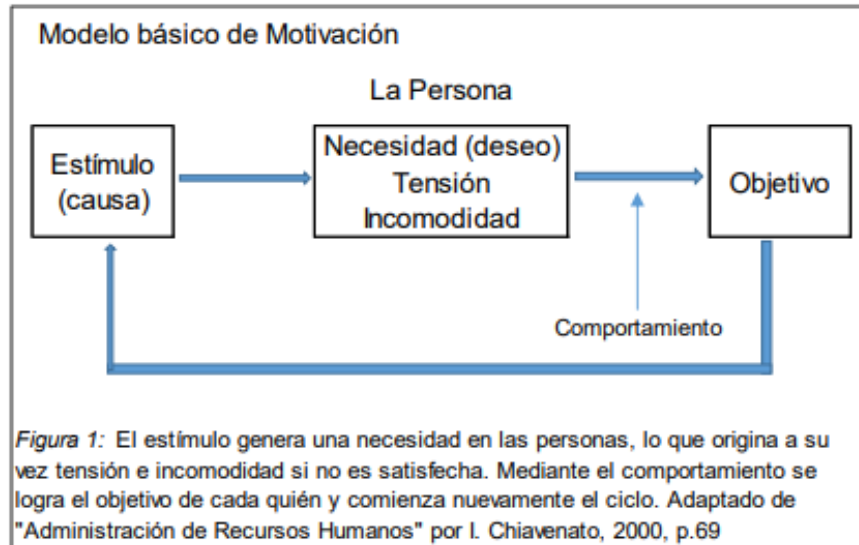 Modelo básico de Motivación
La Persona
Estímulo
(causa)
Necesidad (deseo)
Tensión
Incomodidad
Objetivo
Comportamiento
Figura 1: El estímulo genera una necesidad en las personas, lo que origina a su
vez tensión e incomodidad si no es satisfecha. Mediante el comportamiento se
logra el objetivo de cada quién y comienza nuevamente el ciclo. Adaptado de
"Administración de Recursos Humanos" por I. Chiavenato, 2000, p.69